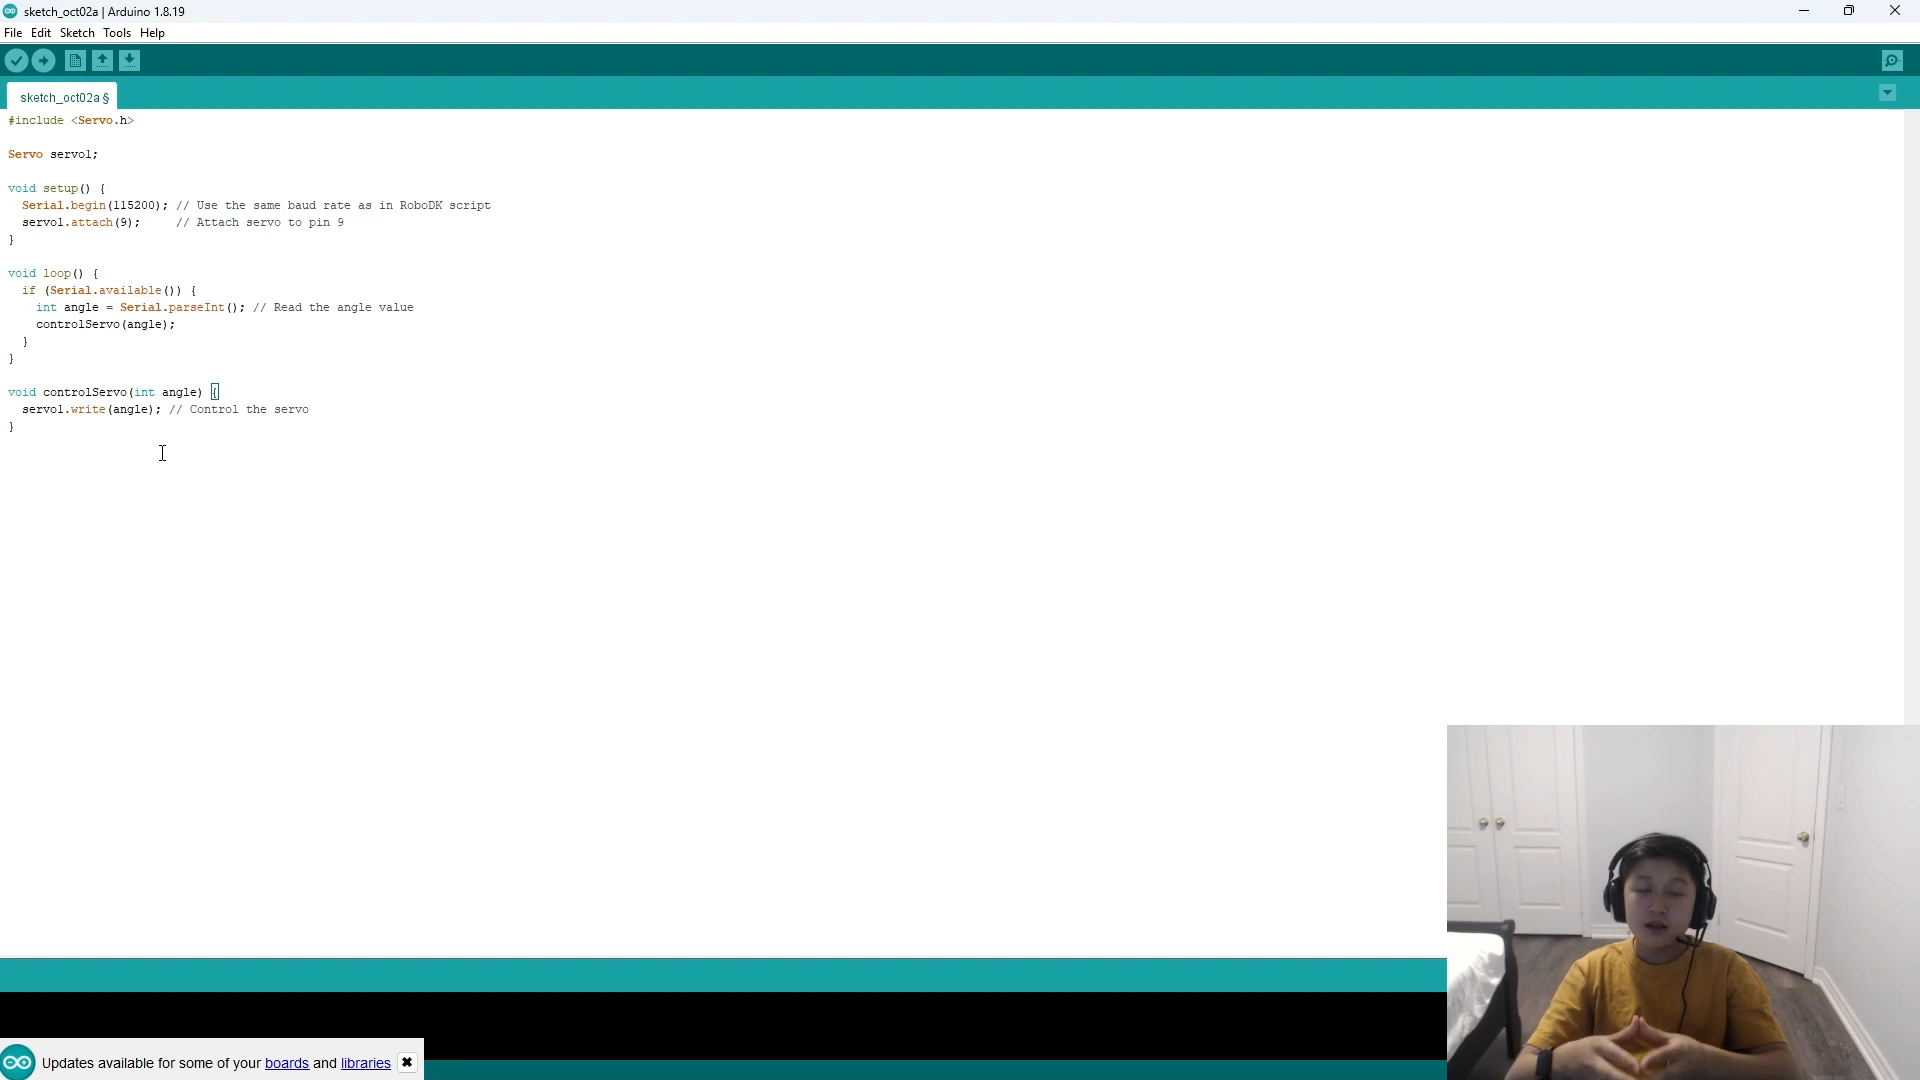 sketch_oct02a | Arduino 1.8.19
File Edit Sketch Tools Help
sketch_oct02a §
#include <Servo.h>
Servo servo1;
void setup() {
Serial.begin(115200); // Use the same baud rate as in RoboDK script
servo1.attach(9); // Attach servo to pin 9
}
void loop() {
if (Serial.available()) {
int angle = Serial.parseInt(); // Read the angle value
controlServo(angle);
}
}
void controlServo(int angle) {
servo1.write(angle); // Control the servo
}
Updates available for some of your boards and libraries